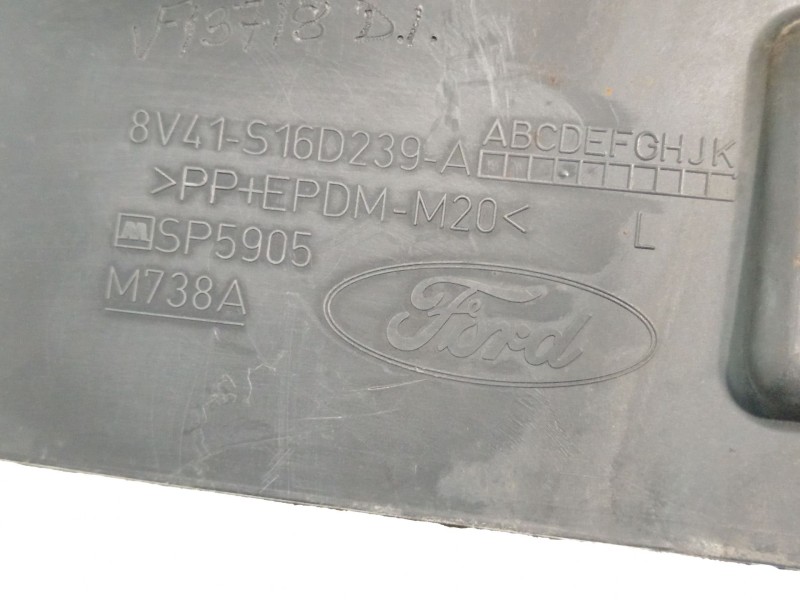 D.I.
8V41-S16D239-A ABCDEFGHJK
>PP+EPDM-M20< L
M SP5905
M738A
Ford